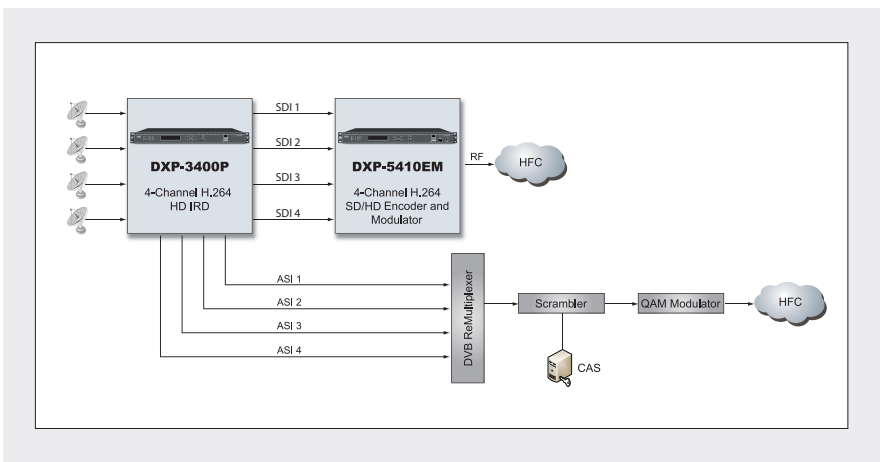 SDI 1
SDI 2
SDI 3
SDI 4
DXP-3400P
4-Channel H.264
HD IRD
DXP-5410EM
4-Channel H.264
SD/HD Encoder and
Modulator
RF
HFC
ASI 1
ASI 2
ASI 3
ASI 4
DVB ReMultiplexer
Scrambler
QAM Modulator
HFC
CAS